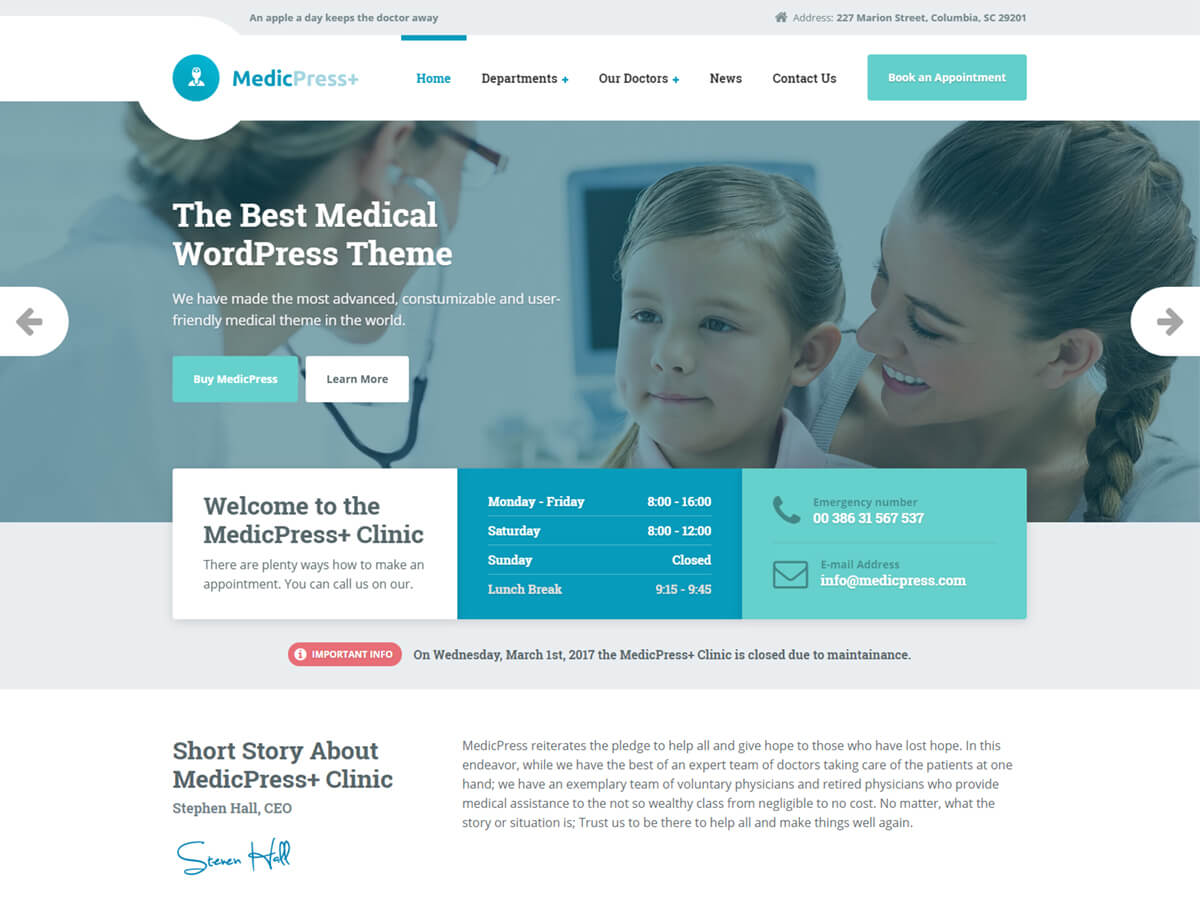 An apple a day keeps the doctor away
Address: 227 Marion Street, Columbia, SC 29201
MedicPress+
Home
Departments +
Our Doctors +
News
Contact Us
Book an Appointment
The Best Medical
WordPress Theme
We have made the most advanced, constumizable and user-
friendly medical theme in the world.
Buy MedicPress
Learn More
Welcome to the
MedicPress+ Clinic
There are plenty ways how to make an
appointment. You can call us on our.
Monday - Friday 8:00 - 16:00
Saturday 8:00 - 12:00
Sunday Closed
Lunch Break 9:15 - 9:45
Emergency number
00 386 31 567 537
E-mail Address
info@medicpress.com
IMPORTANT INFO
On Wednesday, March 1st, 2017 the MedicPress+ Clinic is closed due to maintainance.
Short Story About
MedicPress+ Clinic
Stephen Hall, CEO
Steven Hall
MedicPress reiterates the pledge to help all and give hope to those who have lost hope. In this
endeavor, while we have the best of an expert team of doctors taking care of the patients at one
hand; we have an exemplary team of voluntary physicians and retired physicians who provide
medical assistance to the not so wealthy class from negligible to no cost. No matter, what the
story or situation is; Trust us to be there to help all and make things well again.